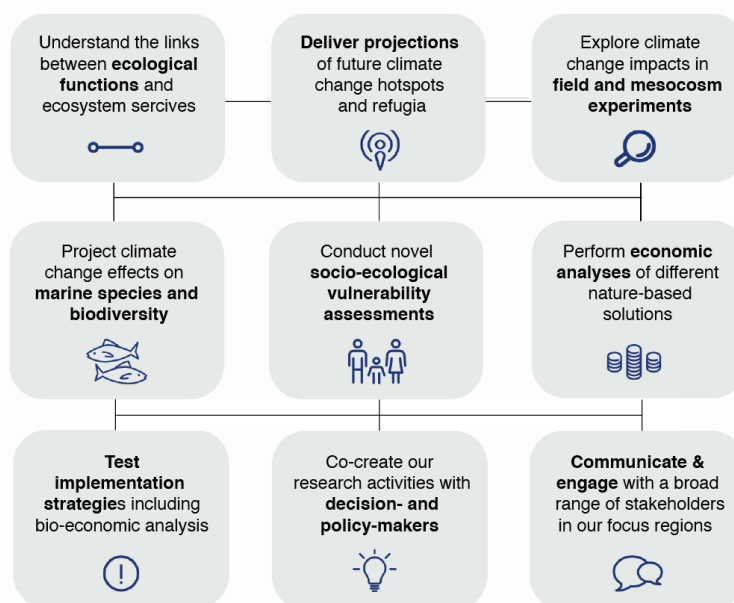 Understand the links
between ecological
functions and
ecosystem sercives
Deliver projections
of future climate
change hotspots
and refugia
Explore climate
change impacts in
field and mesocosm
experiments
Project climate
change effects on
marine species and
biodiversity
Conduct novel
socio-ecological
vulnerability
assessments
Perform economic
analyses of different
nature-based
solutions
Test
implementation
strategies including
bio-economic analysis
Co-create our
research activities with
decision- and
policy-makers
Communicate &
engage with a broad
range of stakeholders
in our focus regions